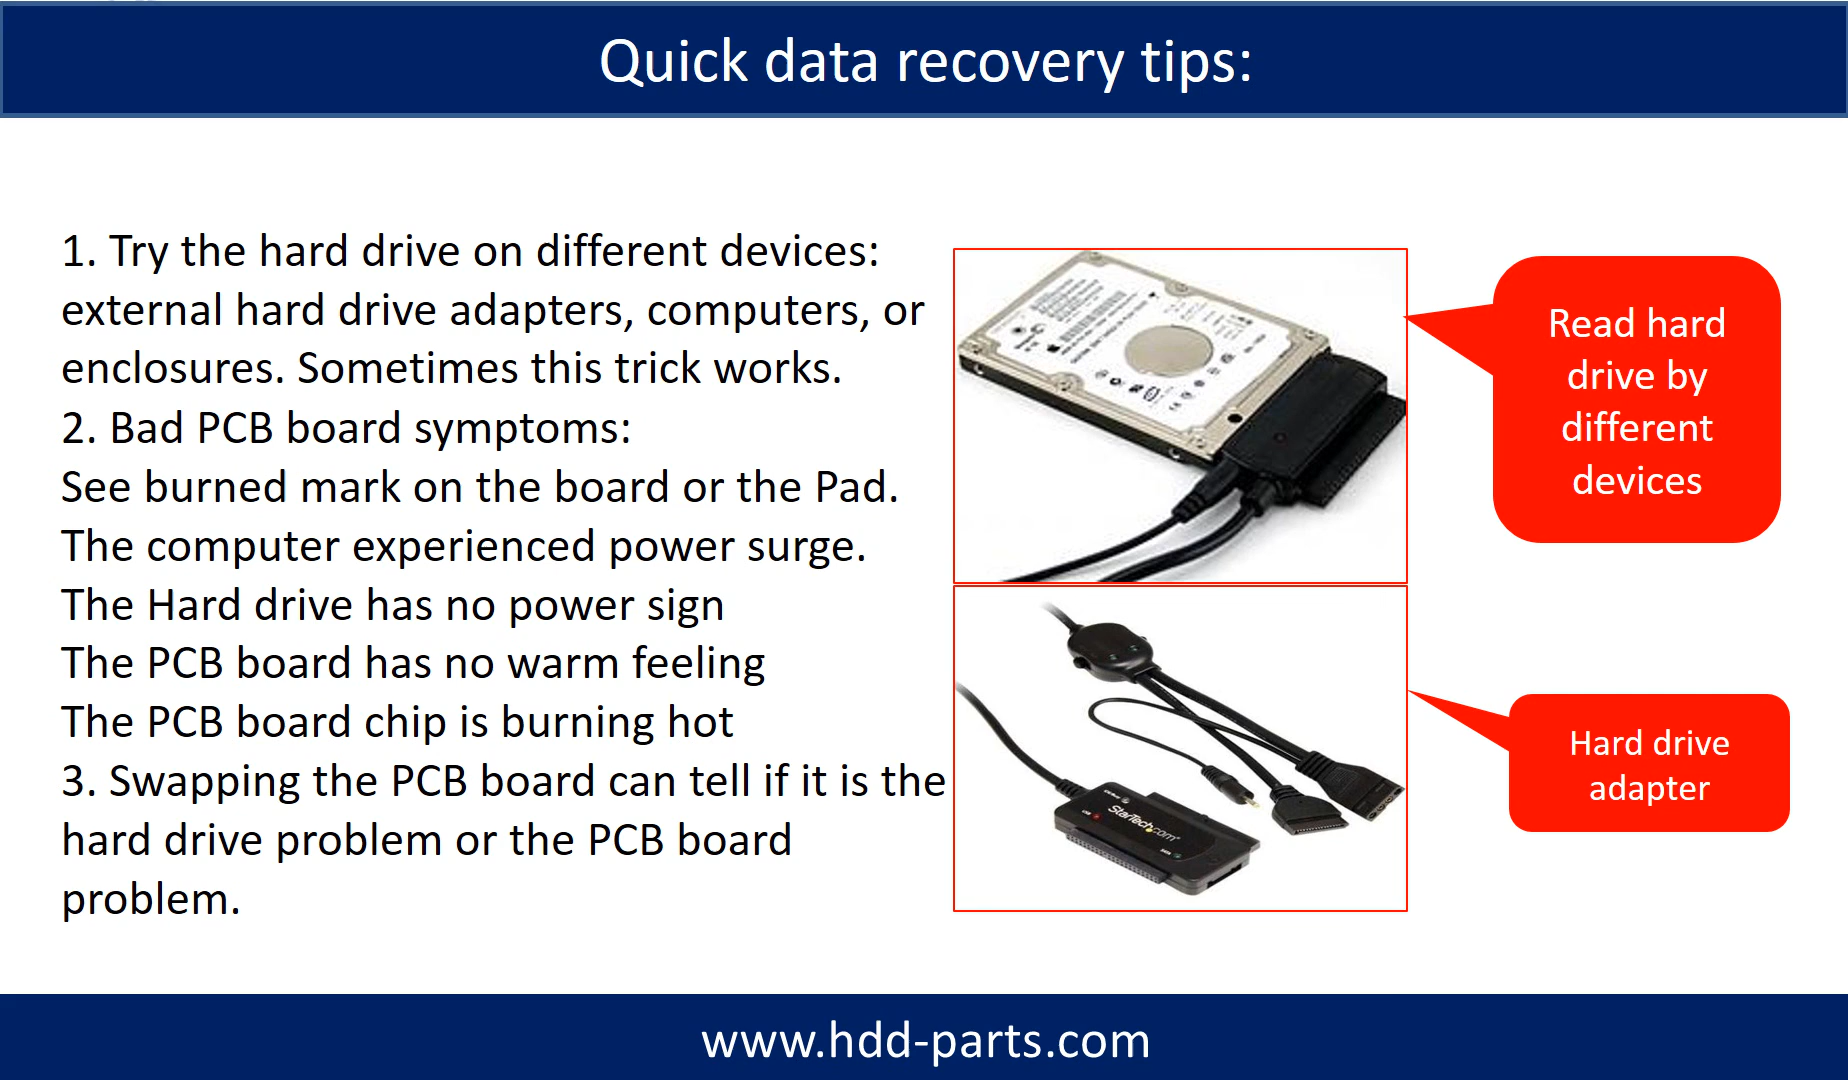 Quick data recovery tips:
1. Try the hard drive on different devices:
external hard drive adapters, computers, or
enclosures. Sometimes this trick works.
2. Bad PCB board symptoms:
See burned mark on the board or the Pad.
The computer experienced power surge.
The Hard drive has no power sign
The PCB board has no warm feeling
The PCB board chip is burning hot
3. Swapping the PCB board can tell if it is the
hard drive problem or the PCB board
problem.
Read hard
drive by
different
devices
StarTech.com
Hard drive
adapter
www.hdd-parts.com